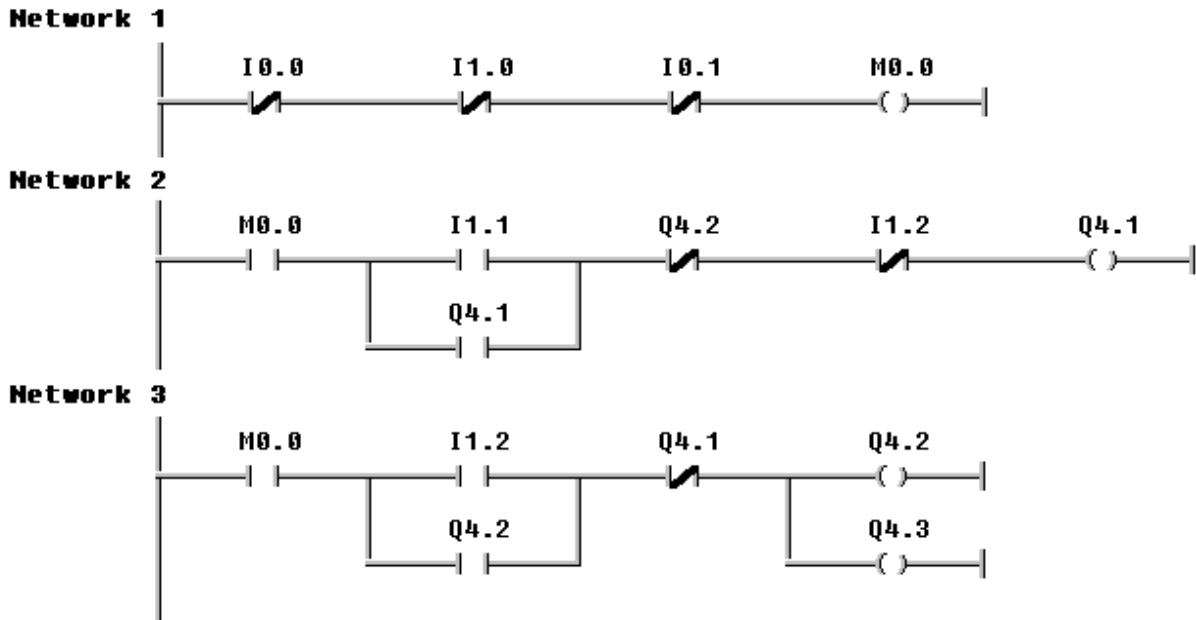 Network 1
I0.0 I1.0 I0.1 M0.0
Network 2
M0.0 I1.1 Q4.2 I1.2 Q4.1
Q4.1
Network 3
M0.0 I1.2 Q4.1 Q4.2
Q4.2 Q4.3